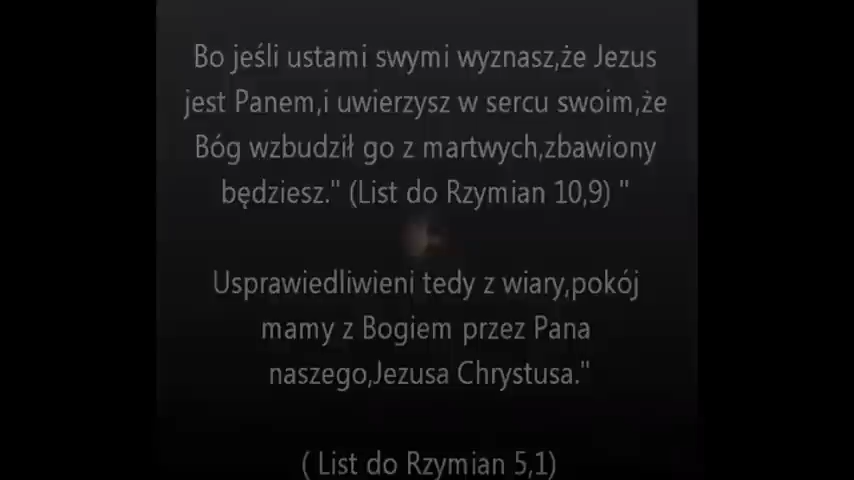 Bo jeśli ustami swymi wyznasz,że Jezus
jest Panem,i uwierzysz w sercu swoim,że
Bóg wzbudził go z martwych,zbawiony
będziesz." (List do Rzymian 10,9) "
Usprawiedliwieni tedy z wiary,pokój
mamy z Bogiem przez Pana
naszego,Jezusa Chrystusa."
( List do Rzymian 5,1)